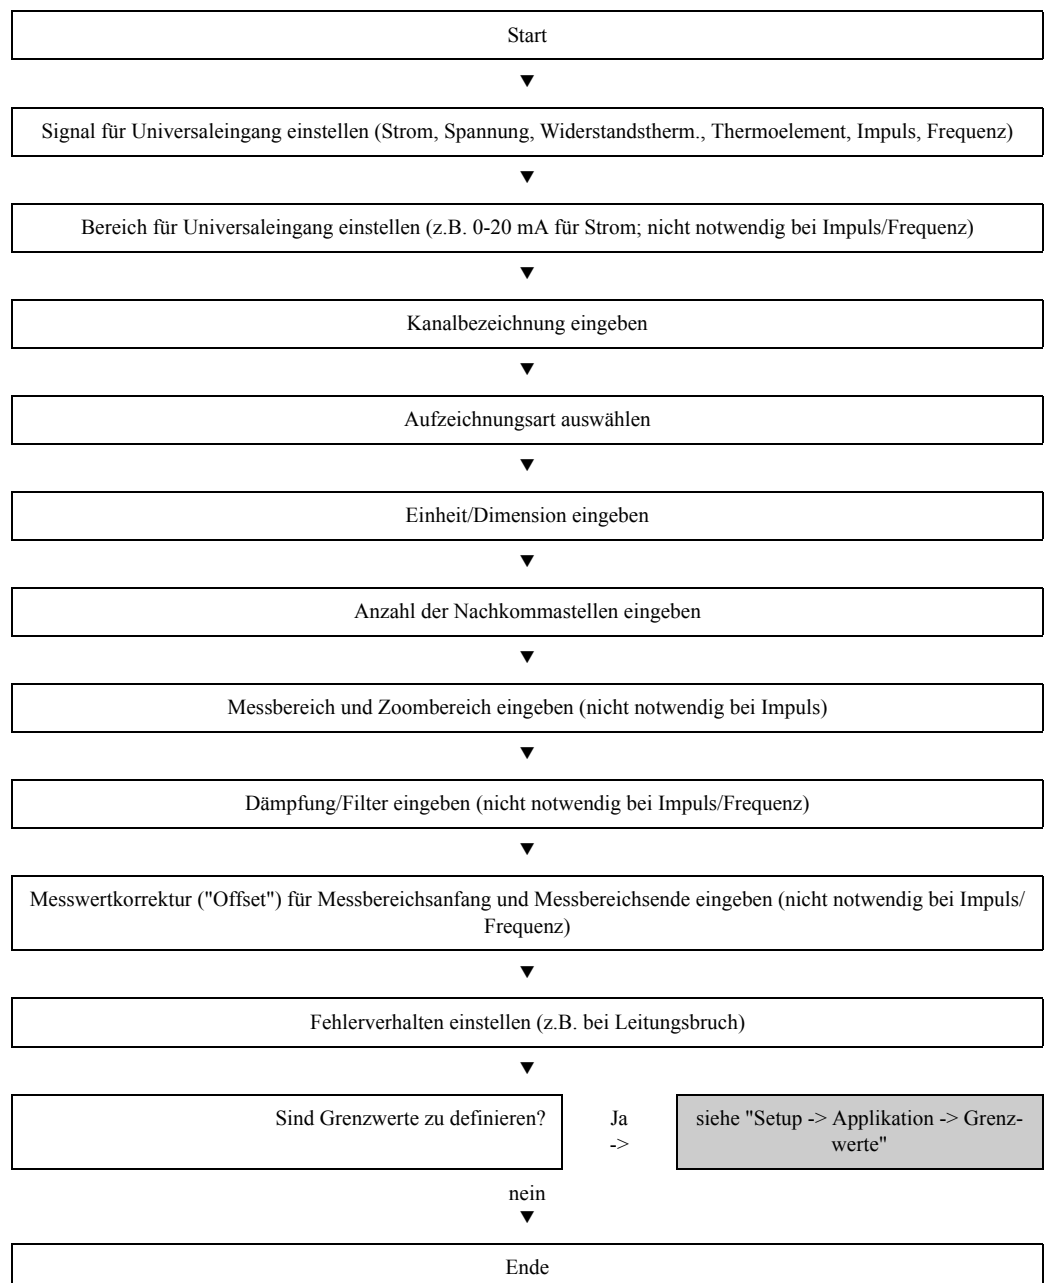 Start
▼
Signal für Universaleingang einstellen (Strom, Spannung, Widerstandstherm., Thermoelement, Impuls, Frequenz)
▼
Bereich für Universaleingang einstellen (z.B. 0-20 mA für Strom; nicht notwendig bei Impuls/Frequenz)
▼
Kanalbezeichnung eingeben
▼
Aufzeichnungsart auswählen
▼
Einheit/Dimension eingeben
▼
Anzahl der Nachkommastellen eingeben
▼
Messbereich und Zoombereich eingeben (nicht notwendig bei Impuls)
▼
Dämpfung/Filter eingeben (nicht notwendig bei Impuls/Frequenz)
▼
Messwertkorrektur ("Offset") für Messbereichsanfang und Messbereichsende eingeben (nicht notwendig bei Impuls/
Frequenz)
▼
Fehlerverhalten einstellen (z.B. bei Leitungsbruch)
▼
Sind Grenzwerte zu definieren?
Ja
->
siehe "Setup -> Applikation -> Grenz-
werte"
nein
▼
Ende